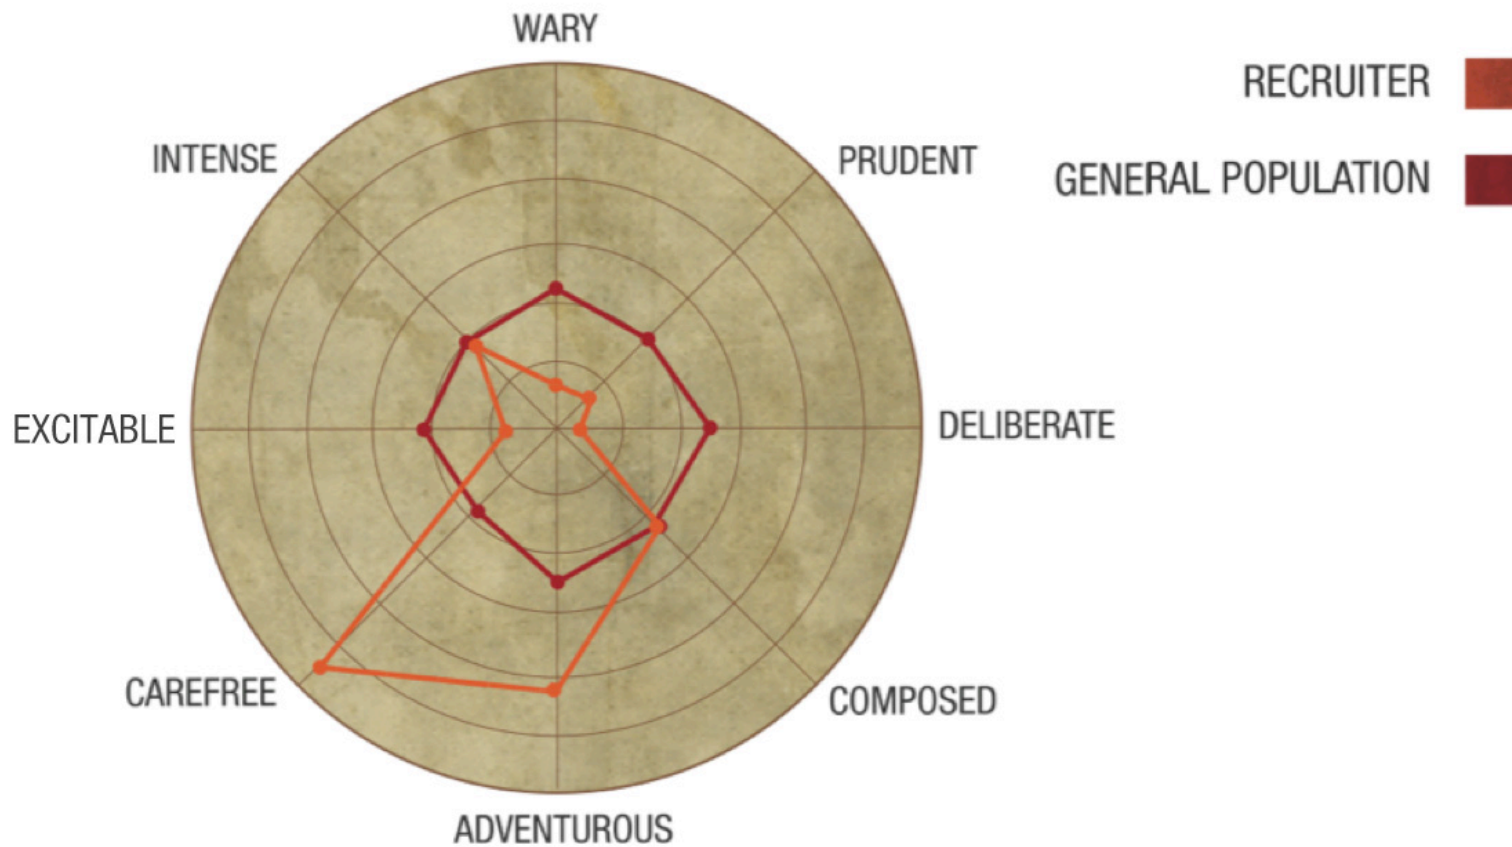 WARY
RECRUITER
INTENSE
PRUDENT
GENERAL POPULATION
EXCITABLE
DELIBERATE
CAREFREE
COMPOSED
ADVENTUROUS